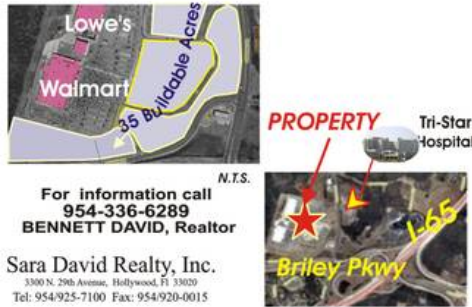 Lowe's
Walmart
35 Buildable Acres
N.T.S.
For information call
954-336-6289
BENNETT DAVID, Realtor
Sara David Realty, Inc.
3300 N. 29th Avenue, Hollywood, Fl 33020
Tel: 954/925-7100 Fax: 954/920-0015
PROPERTY
Tri-Star
Hospital
I-65
Briley Pkwy